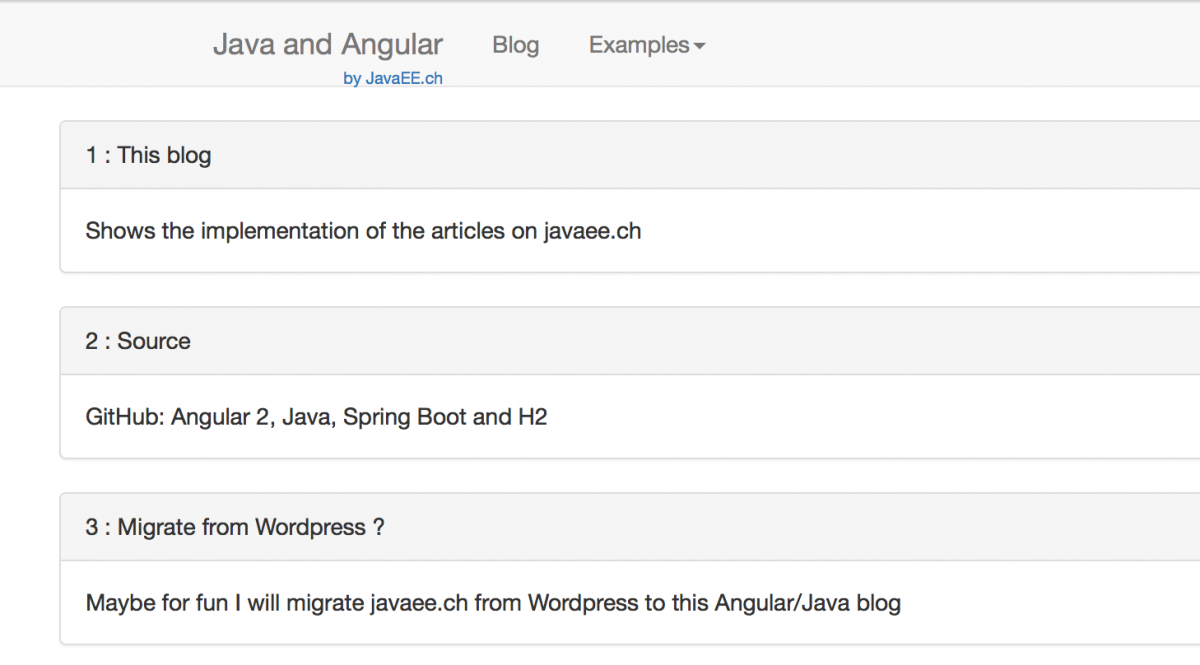 Java and Angular Blog Examples
by JavaEE.ch
1 : This blog
Shows the implementation of the articles on javaee.ch
2 : Source
GitHub: Angular 2, Java, Spring Boot and H2
3 : Migrate from Wordpress ?
Maybe for fun I will migrate javaee.ch from Wordpress to this Angular/Java blog